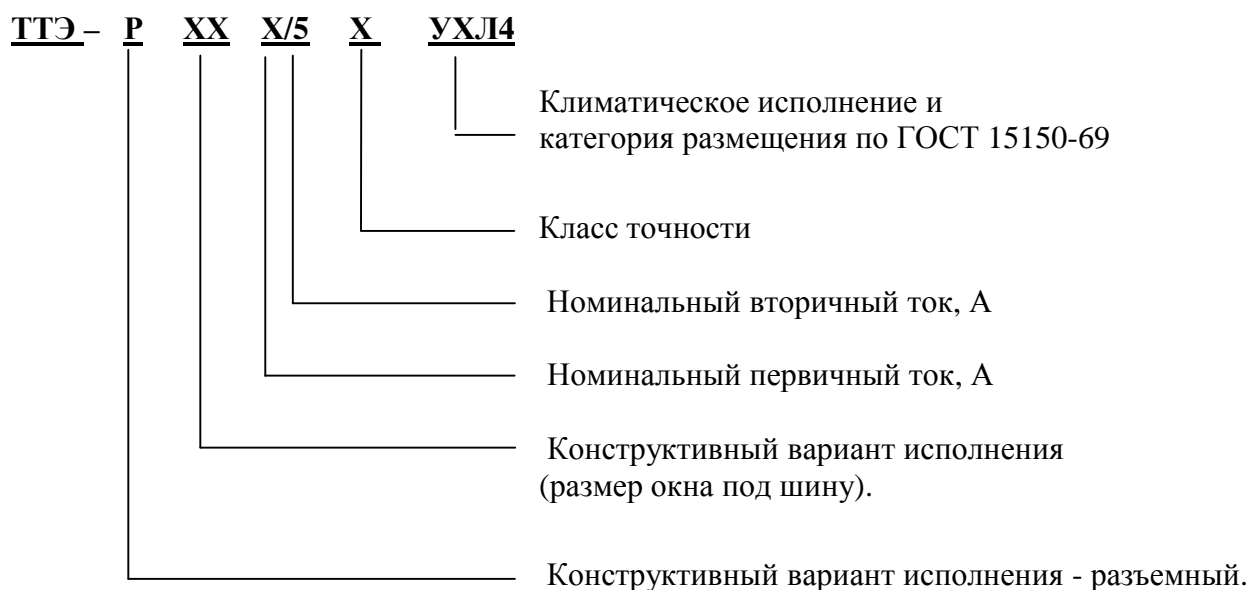 ТТЭ – Р ХХ Х/5 Х УХЛ4
Климатическое исполнение и
категория размещения по ГОСТ 15150-69
Класс точности
Номинальный вторичный ток, А
Номинальный первичный ток, А
Конструктивный вариант исполнения
(размер окна под шину).
Конструктивный вариант исполнения - разъемный.